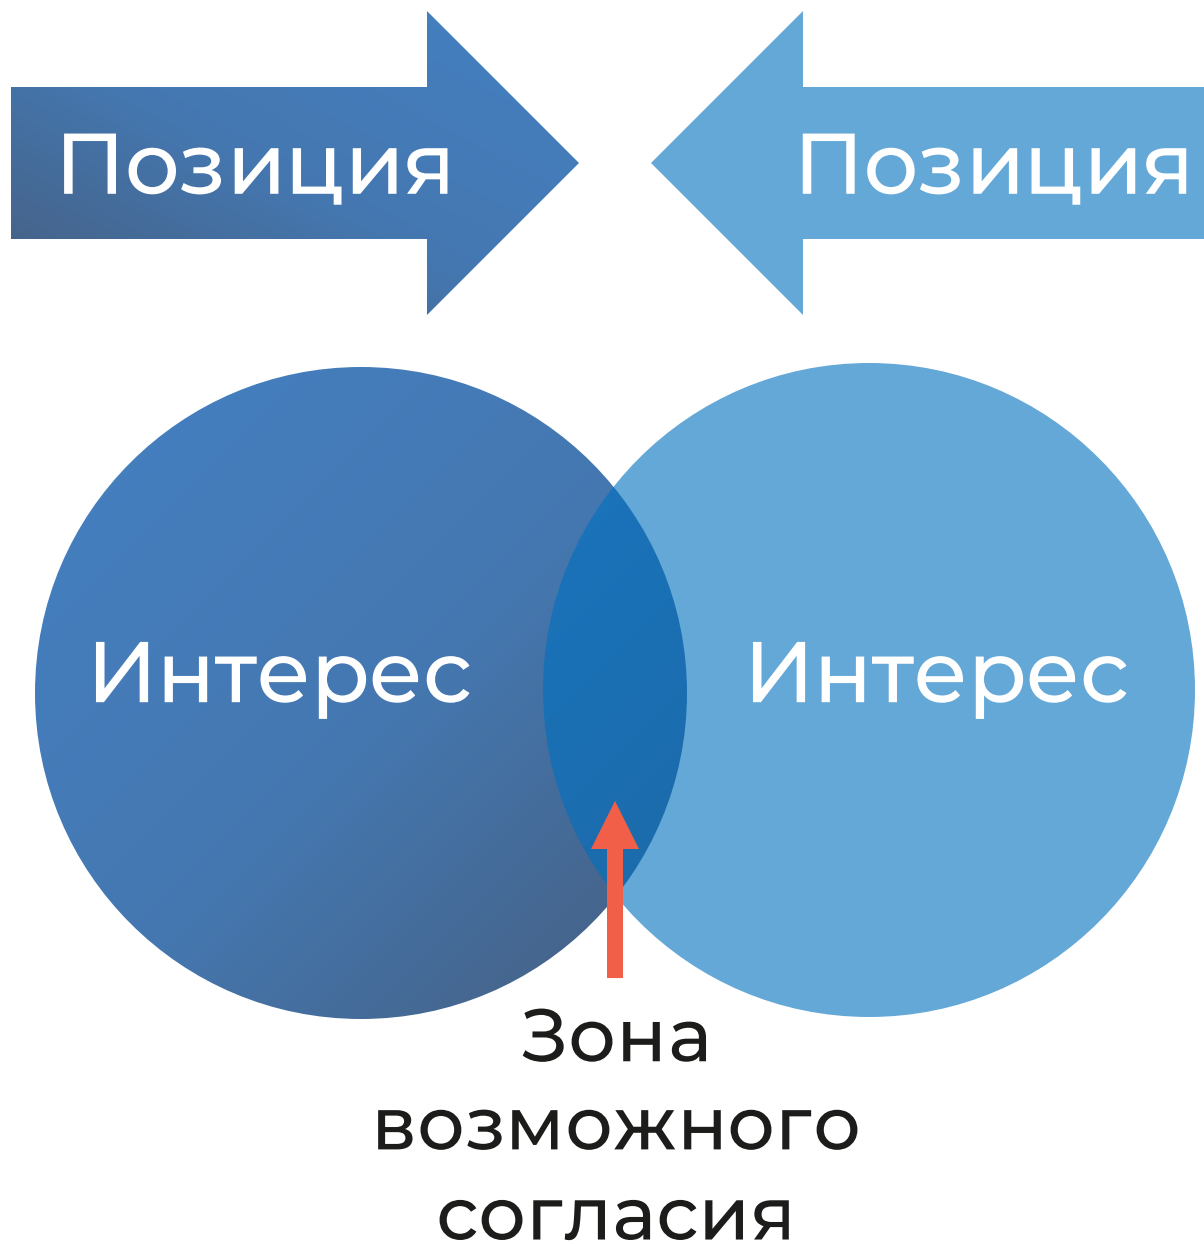 Позиция
Позиция
Интерес
Интерес
Зона
возможного
согласия